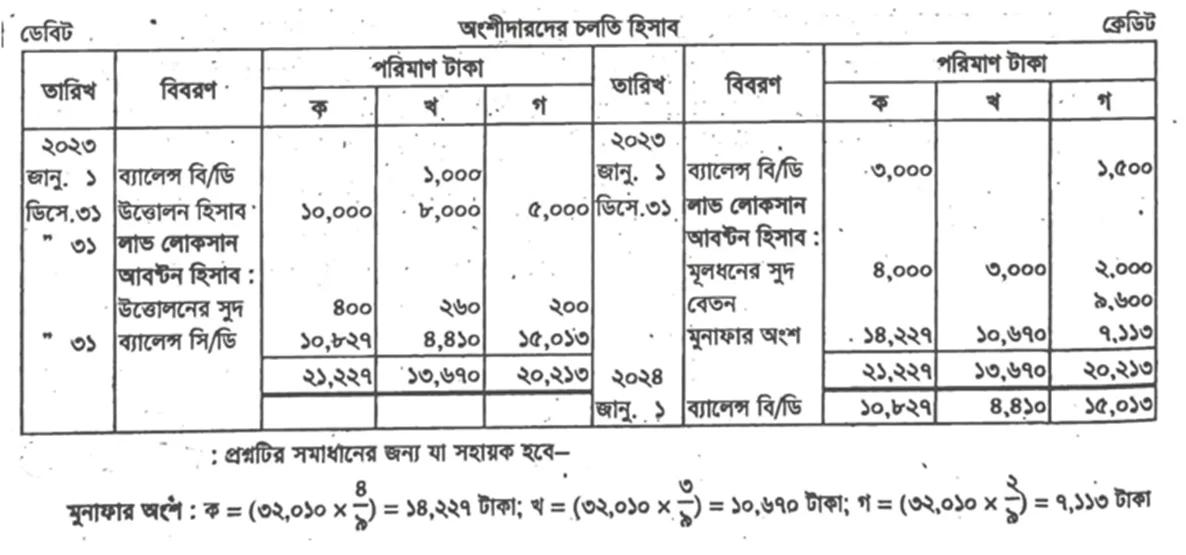 ডেবিট অংশীদারদের চলতি হিসাব ক্রেডিট
তারিখ বিবরণ পরিমাণ টাকা তারিখ বিবরণ পরিমাণ টাকা
ক খ গ ক খ গ
২০২৩ ২০২৩
জানু. ১ ব্যালেন্স বি/ডি ১,০০০ জানু. ১ ব্যালেন্স বি/ডি ৩,০০০ ১,৫০০
ডিসে.৩১ উত্তোলন হিসাব ১০,০০০ ৮,০০০ ৫,০০০ ডিসে.৩১ লাভ লোকসান
" ৩১ লাভ লোকসান আবণ্টন হিসাব :
আবণ্টন হিসাব : মূলধনের সুদ ৪,০০০ ৩,০০০ ২,০০০
উত্তোলনের সুদ ৪০০ ২৬০ ২০০ বেতন ৯,৬০০
" ৩১ ব্যালেন্স সি/ডি ১০,৮২৭ ৪,৪১০ ১৫,০১৩ মুনাফার অংশ ১৪,২২৭ ১০,৬৭০ ৭,১১৩
২১,২২৭ ১৩,৬৭০ ২০,২১৩ ২০২৪ ২১,২২৭ ১৩,৬৭০ ২০,২১৩
জানু. ১ ব্যালেন্স বি/ডি ১০,৮২৭ ৪,৪১০ ১৫,০১৩
: প্রশ্নটির সমাধানের জন্য যা সহায়ক হবে–
মুনাফার অংশ : ক = (৩২,০১০ × ৪/৯) = ১৪,২২৭ টাকা; খ = (৩২,০১০ × ৩/৯) = ১০,৬৭০ টাকা; গ = (৩২,০১০ × ২/৯) = ৭,১১৩ টাকা